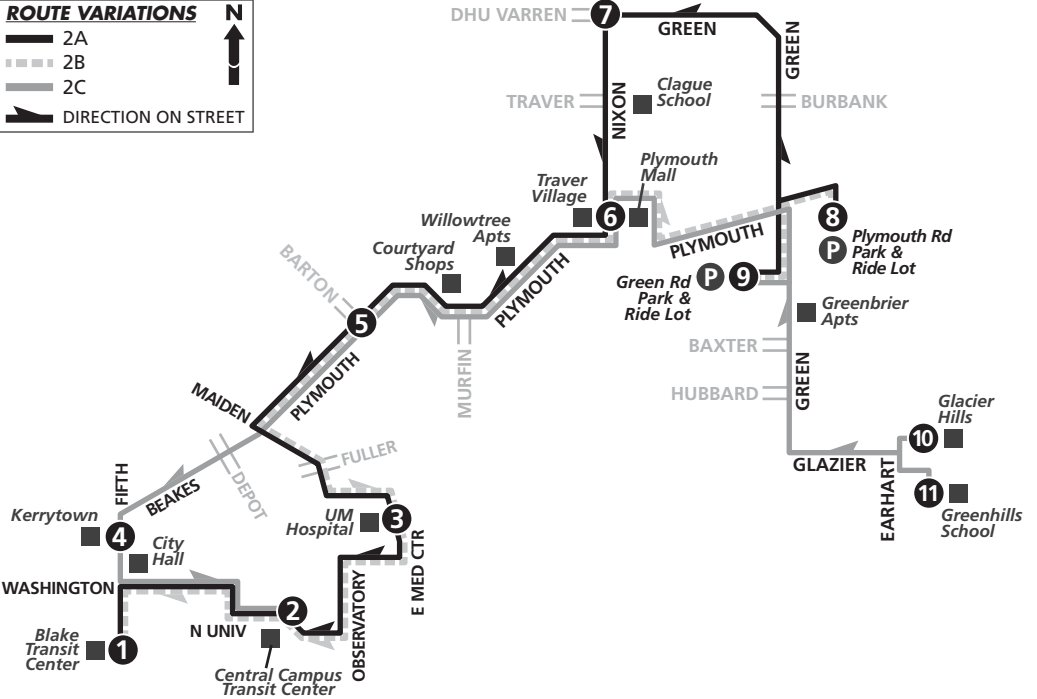 ROUTE VARIATIONS
N
2A
2B
2C
DIRECTION ON STREET
DHU VARREN
7
GREEN
GREEN
TRAVER
NIXON
Clague
School
BURBANK
Plymouth
Mall
Traver
Village
6
Willowtree
Apts
Courtyard
Shops
PLYMOUTH
8
P
Plymouth Rd
Park &
Ride Lot
Green Rd
Park &
Ride Lot
P
9
BARTON
5
PLYMOUTH
MURFIN
Greenbrier
Apts
BAXTER
HUBBARD
GREEN
MAIDEN
PLYMOUTH
Glacier
Hills
10
GLAZIER
EARHART
11
Greenhills
School
FULLER
DEPOT
FIFTH
BEAKES
Kerrytown
4
City
Hall
UM
Hospital
3
E MED CTR
WASHINGTON
OBSERVATORY
2
N UNIV
Blake
Transit
Center
1
Central Campus
Transit Center